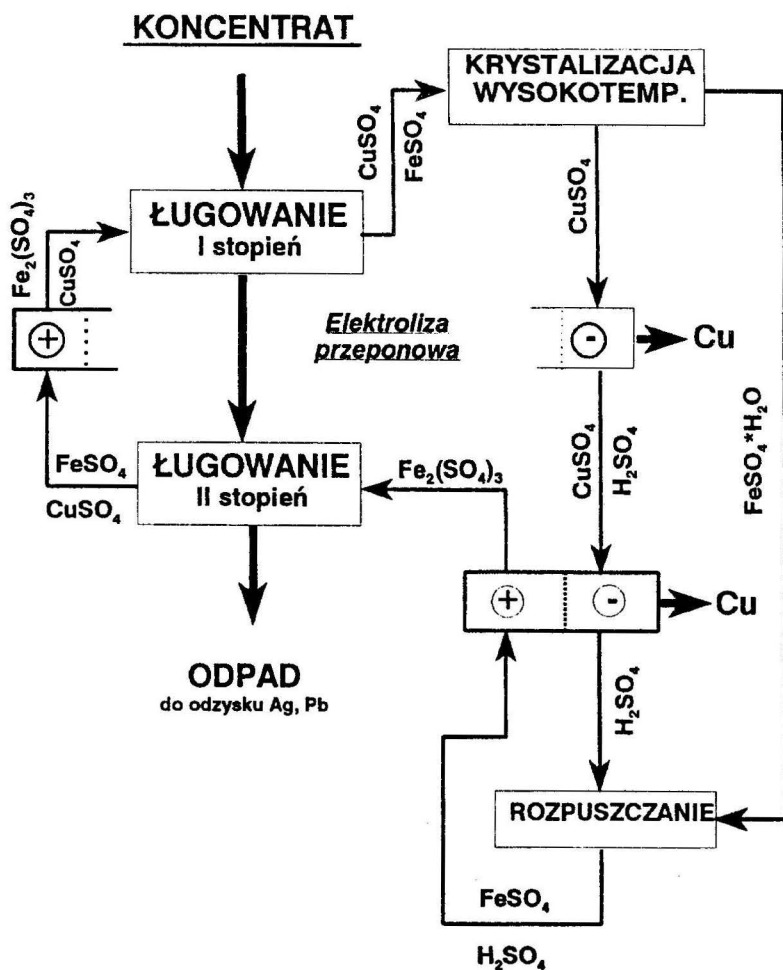 KONCENTRAT
KRYSTALIZACJA
WYSOKOTEMP.
CuSO₄
FeSO₄
Fe₂(SO₄)₃
CuSO₄
ŁUGOWANIE
I stopień
CuSO₄
+
Elektroliza
przeponowa
-
Cu
FeSO₄
CuSO₄
ŁUGOWANIE
II stopień
Fe₂(SO₄)₃
CuSO₄
H₂SO₄
FeSO₄*H₂O
+
-
Cu
ODPAD
do odzysku Ag, Pb
H₂SO₄
ROZPUSZCZANIE
FeSO₄
H₂SO₄